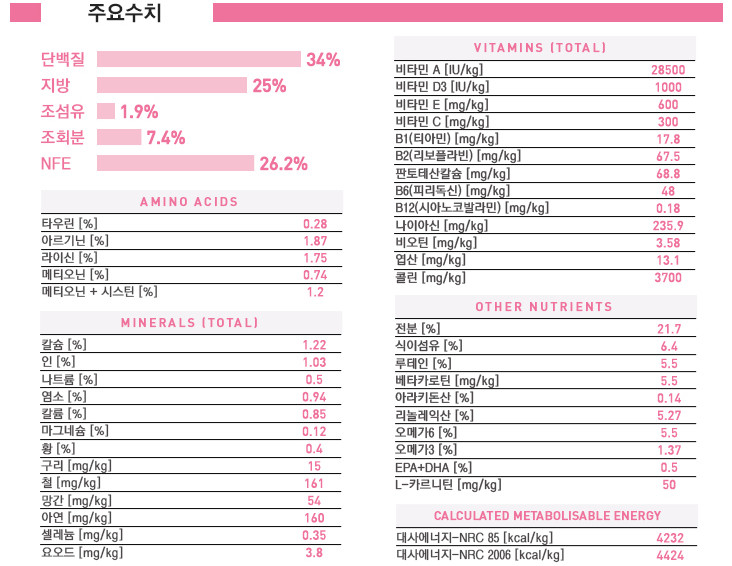 주요수치
단백질 34%
지방 25%
조섬유 1.9%
조회분 7.4%
NFE 26.2%
AMINO ACIDS
타우린 [%] 0.28
아르기닌 [%] 1.87
라이신 [%] 1.75
메티오닌 [%] 0.74
메티오닌 + 시스틴 [%] 1.2
MINERALS (TOTAL)
칼슘 [%] 1.22
인 [%] 1.03
나트륨 [%] 0.5
염소 [%] 0.94
칼륨 [%] 0.85
마그네슘 [%] 0.12
황 [%] 0.4
구리 [mg/kg] 15
철 [mg/kg] 161
망간 [mg/kg] 54
아연 [mg/kg] 160
셀레늄 [mg/kg] 0.35
요오드 [mg/kg] 3.8
VITAMINS (TOTAL)
비타민 A [IU/kg] 28500
비타민 D3 [IU/kg] 1000
비타민 E [mg/kg] 600
비타민 C [mg/kg] 300
B1(티아민) [mg/kg] 17.8
B2(리보플라빈) [mg/kg] 67.5
판토테산칼슘 [mg/kg] 68.8
B6(피리독신) [mg/kg] 48
B12(시아노코발라민) [mg/kg] 0.18
나이아신 [mg/kg] 235.9
비오틴 [mg/kg] 3.58
엽산 [mg/kg] 13.1
콜린 [mg/kg] 3700
OTHER NUTRIENTS
전분 [%] 21.7
식이섬유 [%] 6.4
루테인 [%] 5.5
베타카로틴 [mg/kg] 5.5
아라키돈산 [%] 0.14
리놀레익산 [%] 5.27
오메가6 [%] 5.5
오메가3 [%] 1.37
EPA+DHA [%] 0.5
L-카르니틴 [mg/kg] 50
CALCULATED METABOLISABLE ENERGY
대사에너지-NRC 85 [kcal/kg] 4232
대사에너지-NRC 2006 [kcal/kg] 4424